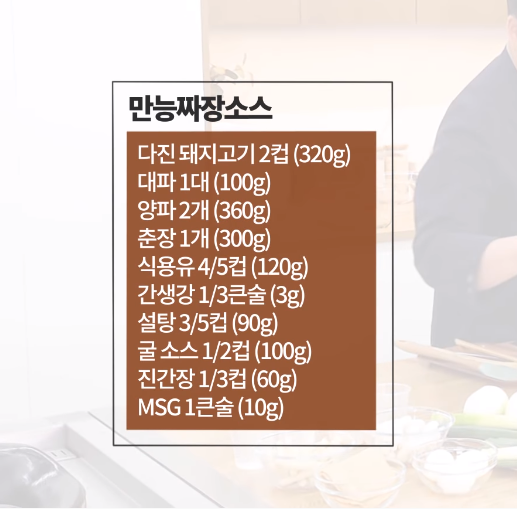 만능짜장소스
다진 돼지고기 2컵 (320g)
대파 1대 (100g)
양파 2개 (360g)
춘장 1개 (300g)
식용유 4/5컵 (120g)
간생강 1/3큰술 (3g)
설탕 3/5컵 (90g)
굴 소스 1/2컵 (100g)
진간장 1/3컵 (60g)
MSG 1큰술 (10g)